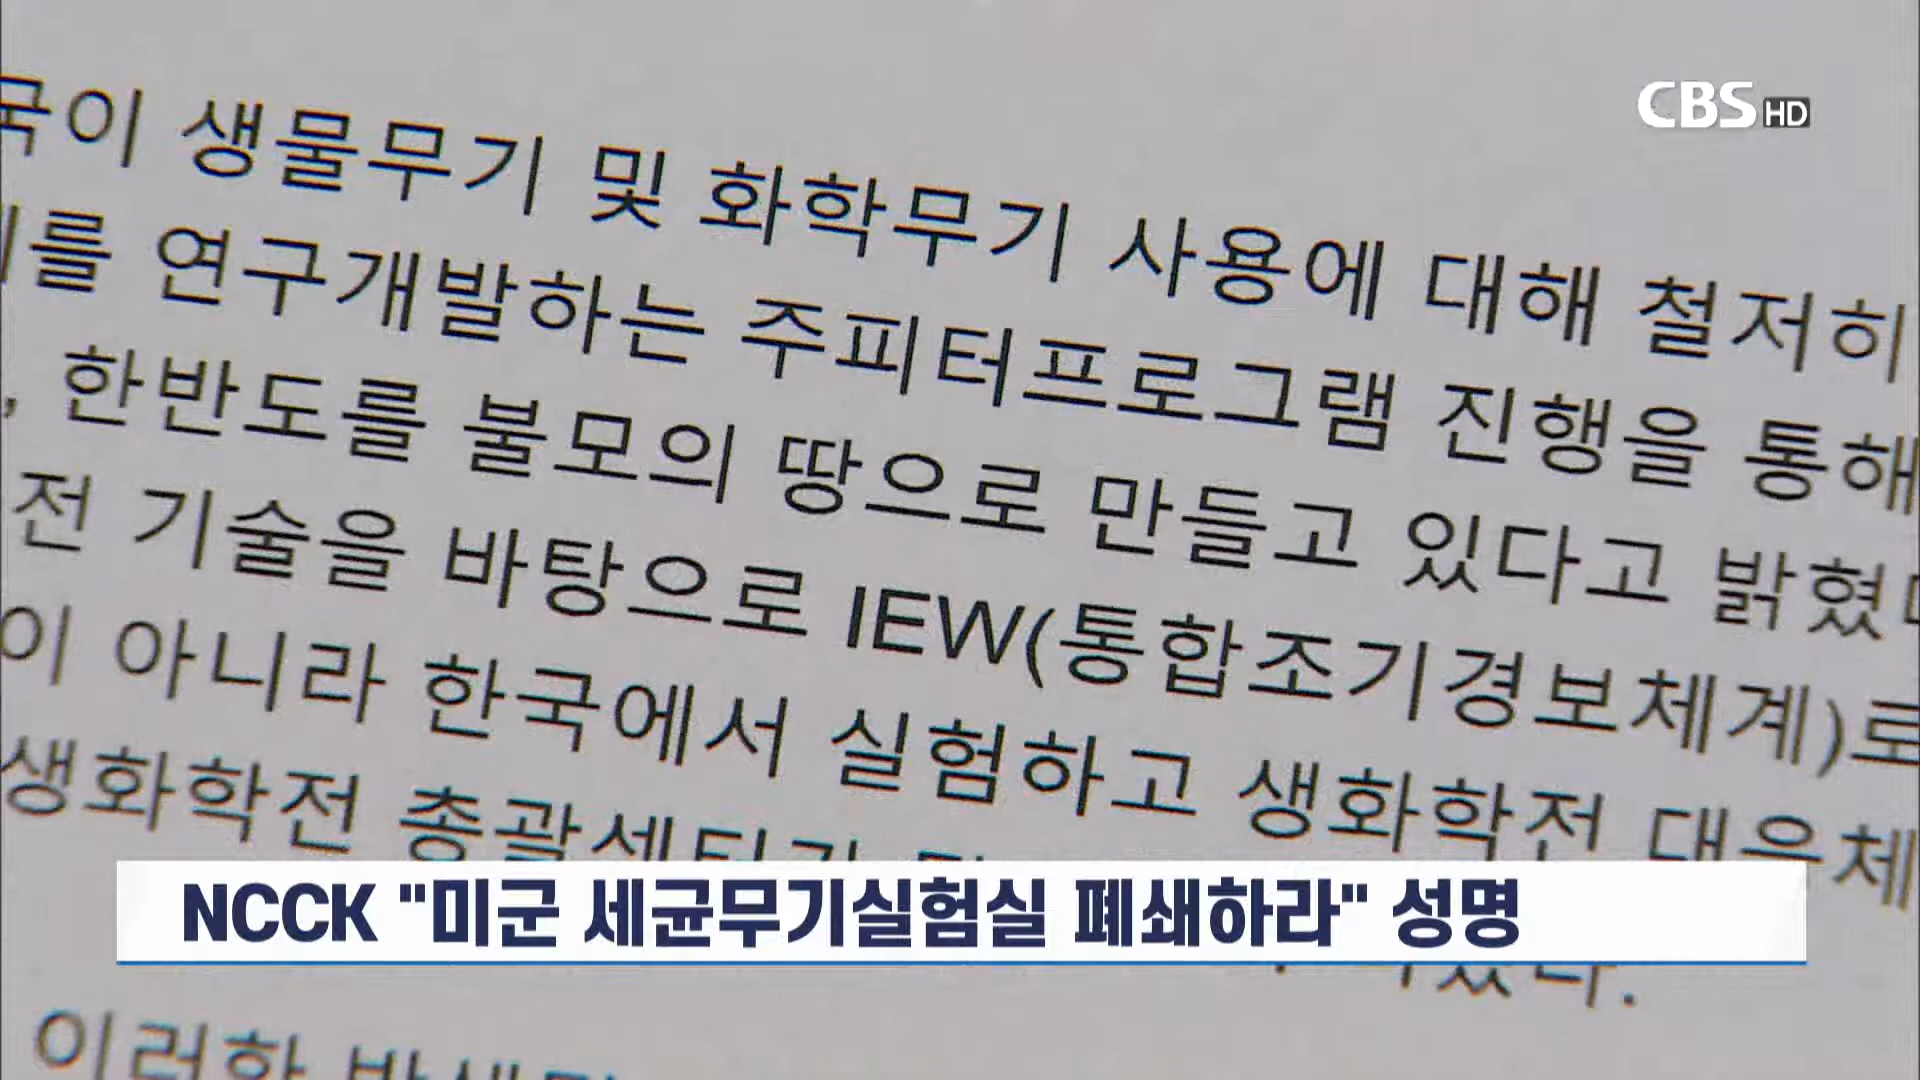 CBS HD
국이 생물무기 및 화학무기 사용에 대해 철저히
를 연구개발하는 주피터프로그램 진행을 통해
, 한반도를 불모의 땅으로 만들고 있다고 밝혔
전 기술을 바탕으로 IEW(통합조기경보체계)로
이 아니라 한국에서 실험하고 생화학전 대응체
생화학전 총괄센터가
NCCK "미군 세균무기실험실 폐쇄하라" 성명